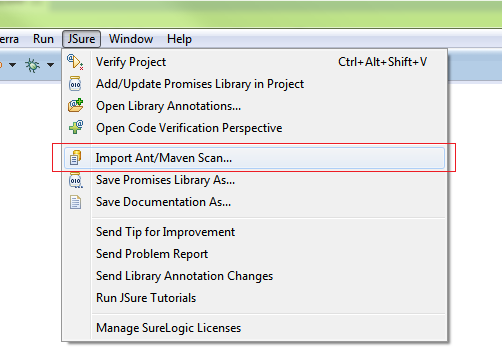 erra Run JSure Window Help
Verify Project Ctrl+Alt+Shift+V
Add/Update Promises Library in Project
Open Library Annotations...
Open Code Verification Perspective
Import Ant/Maven Scan...
Save Promises Library As...
Save Documentation As...
Send Tip for Improvement
Send Problem Report
Send Library Annotation Changes
Run JSure Tutorials
Manage SureLogic Licenses